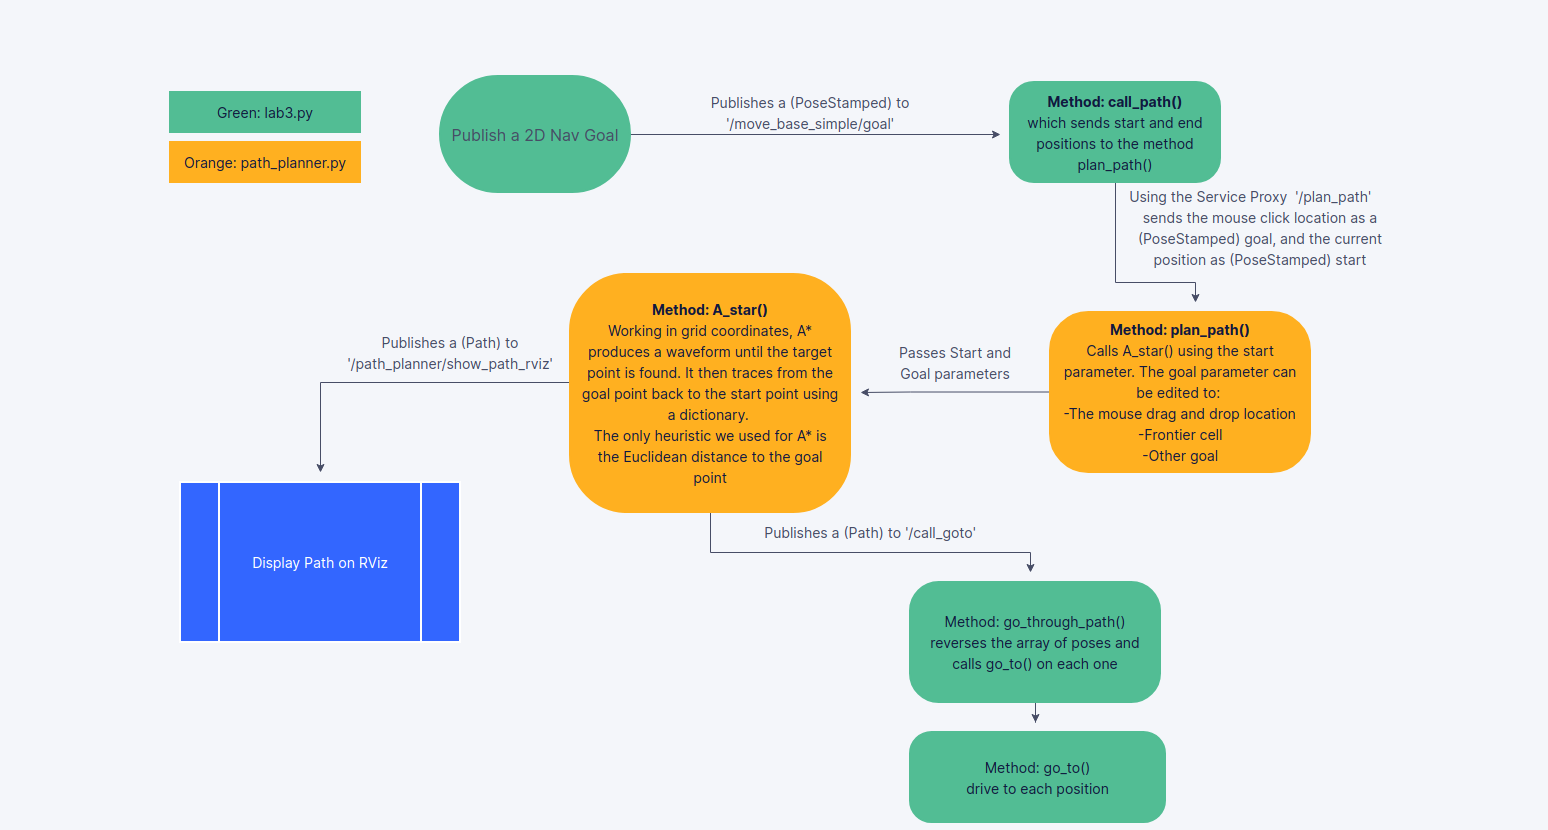 Green: lab3.py
Orange: path_planner.py
Publish a 2D Nav Goal
Publishes a (PoseStamped) to
'/move_base_simple/goal'
Method: call_path()
which sends start and end
positions to the method
plan_path()
Using the Service Proxy '/plan_path'
sends the mouse click location as a
(PoseStamped) goal, and the current
position as (PoseStamped) start
Method: plan_path()
Calls A_star() using the start
parameter. The goal parameter can
be edited to:
-The mouse drag and drop location
-Frontier cell
-Other goal
Passes Start and
Goal parameters
Method: A_star()
Working in grid coordinates, A*
produces a waveform until the target
point is found. It then traces from the
goal point back to the start point using
a dictionary.
The only heuristic we used for A* is
the Euclidean distance to the goal
point
Publishes a (Path) to
'/path_planner/show_path_rviz'
Display Path on RViz
Publishes a (Path) to '/call_goto'
Method: go_through_path()
reverses the array of poses and
calls go_to() on each one
Method: go_to()
drive to each position